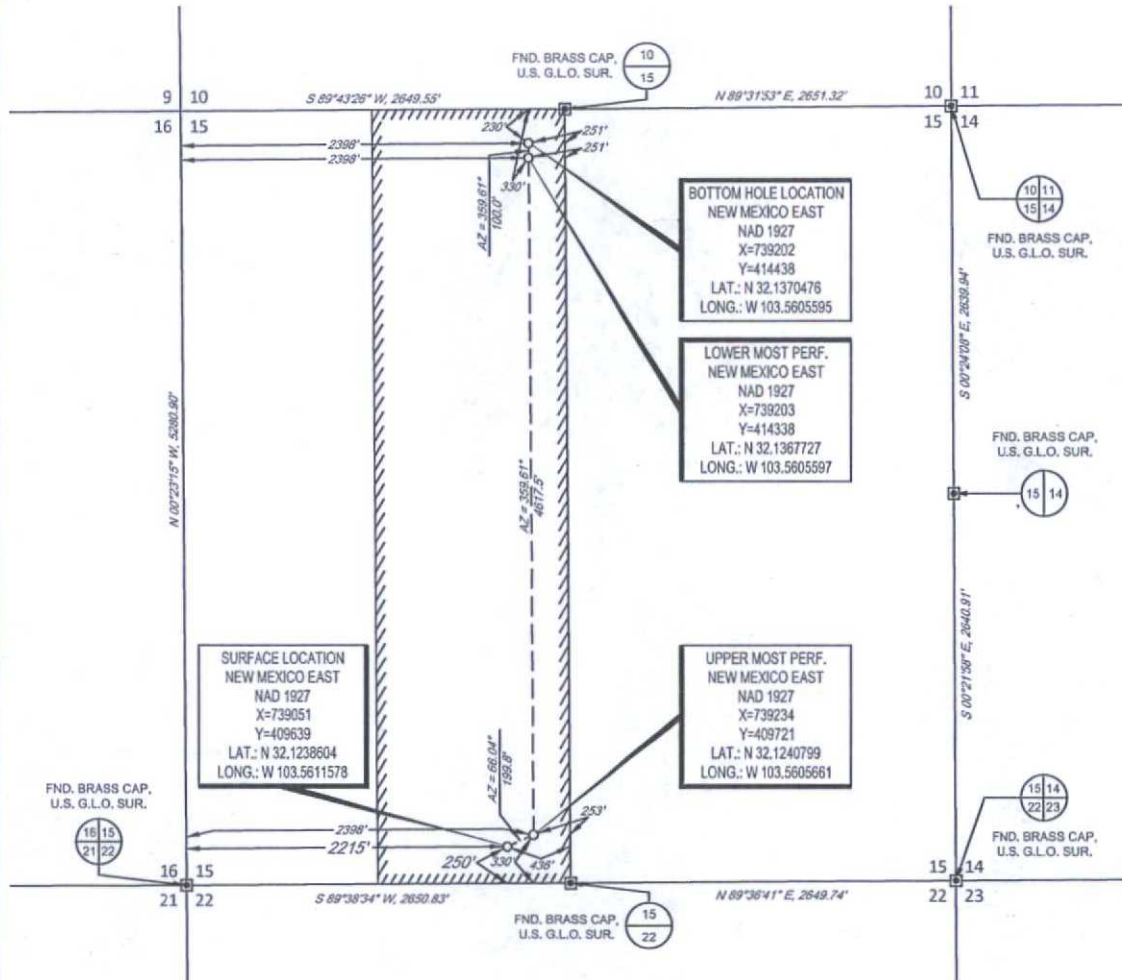 FND. BRASS CAP,
U.S. G.L.O. SUR.
10
15
9 10
16 15
S 89°43'26" W, 2649.55'
N 89°31'53" E, 2651.32'
10 11
15 14
230'
251'
2398'
2398'
251'
330'
AZ = 359.61°
100.0'
BOTTOM HOLE LOCATION
NEW MEXICO EAST
NAD 1927
X=739202
Y=414438
LAT.: N 32.1370476
LONG.: W 103.5605595
10 11
15 14
FND. BRASS CAP,
U.S. G.L.O. SUR.
LOWER MOST PERF.
NEW MEXICO EAST
NAD 1927
X=739203
Y=414338
LAT.: N 32.1367727
LONG.: W 103.5605597
S 00°24'08" E, 2639.94'
N 00°23'15" W, 5280.90'
AZ = 359.61°
4617.5'
FND. BRASS CAP,
U.S. G.L.O. SUR.
15 14
SURFACE LOCATION
NEW MEXICO EAST
NAD 1927
X=739051
Y=409639
LAT.: N 32.1238604
LONG.: W 103.5611578
UPPER MOST PERF.
NEW MEXICO EAST
NAD 1927
X=739234
Y=409721
LAT.: N 32.1240799
LONG.: W 103.5605661
S 00°21'58" E, 2640.91'
AZ = 66.04°
199.8'
FND. BRASS CAP,
U.S. G.L.O. SUR.
16 15
21 22
2398'
253'
2215'
250'
330'
15 14
22 23
FND. BRASS CAP,
U.S. G.L.O. SUR.
16 15
21 22
S 89°38'34" W, 2650.83'
N 89°36'41" E, 2649.74'
15 14
22 23
FND. BRASS CAP,
U.S. G.L.O. SUR.
15
22